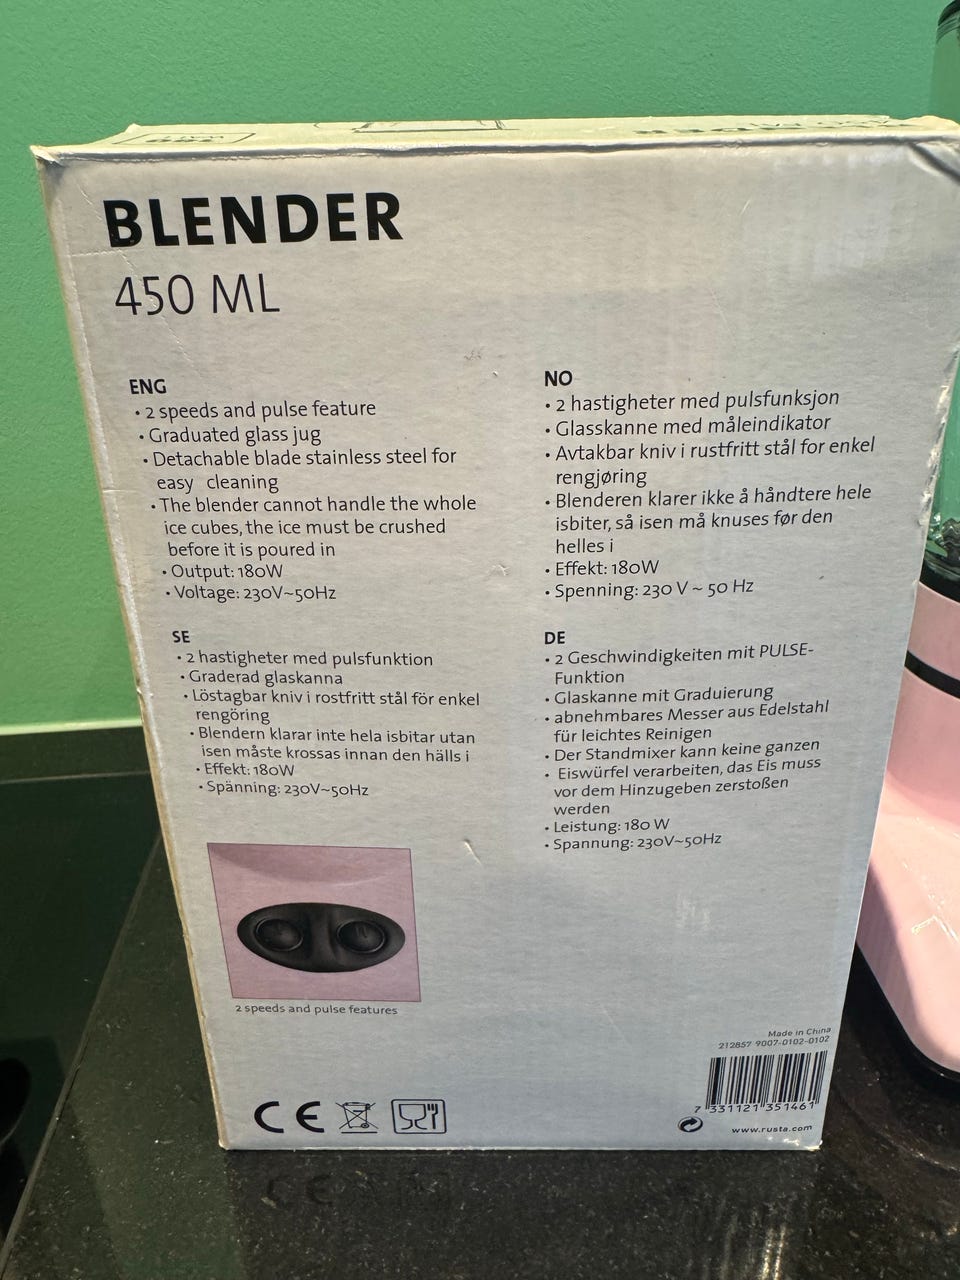 BLENDER
450 ML
ENG
• 2 speeds and pulse feature
• Graduated glass jug
• Detachable blade stainless steel for
easy cleaning
• The blender cannot handle the whole
ice cubes, the ice must be crushed
before it is poured in
• Output: 180W
• Voltage: 230V~50Hz
NO
• 2 hastigheter med pulsfunksjon
• Glasskanne med måleindikator
• Avtakbar kniv i rustfritt stål for enkel
rengjøring
• Blenderen klarer ikke å håndtere hele
isbiter, så isen må knuses før den
helles i
• Effekt: 180W
• Spenning: 230 V ~ 50 Hz
SE
• 2 hastigheter med pulsfunktion
• Graderad glaskanna
• Löstagbar kniv i rostfritt stål för enkel
rengöring
• Blendern klarar inte hela isbitar utan
isen måste krossas innan den hälls i
• Effekt: 180W
• Spänning: 230V~50Hz
DE
• 2 Geschwindigkeiten mit PULSE-
Funktion
• Glaskanne mit Graduierung
• abnehmbares Messer aus Edelstahl
für leichtes Reinigen
• Der Standmixer kann keine ganzen
• Eiswürfel verarbeiten, das Eis muss
vor dem Hinzugeben zerstoßen
werden
• Leistung: 180 W
• Spannung: 230V~50Hz
2 speeds and pulse features
Made in China
212857 9007-0102-0102
7 331121 351461
www.rusta.com
CE